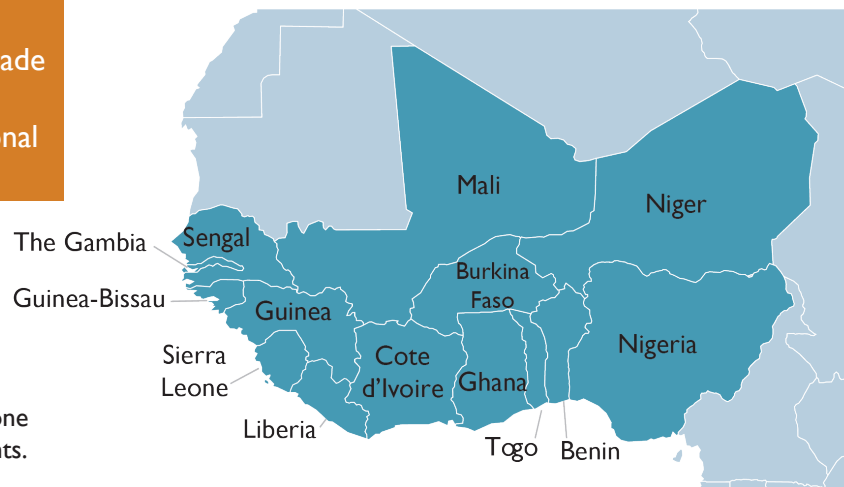 ade
onal
Mali
Niger
Sengal
The Gambia
Burkina
Faso
Guinea-Bissau
Guinea
Nigeria
Sierra
Leone
Cote
d'Ivoire
Ghana
Liberia
one
nts.
Togo
Benin